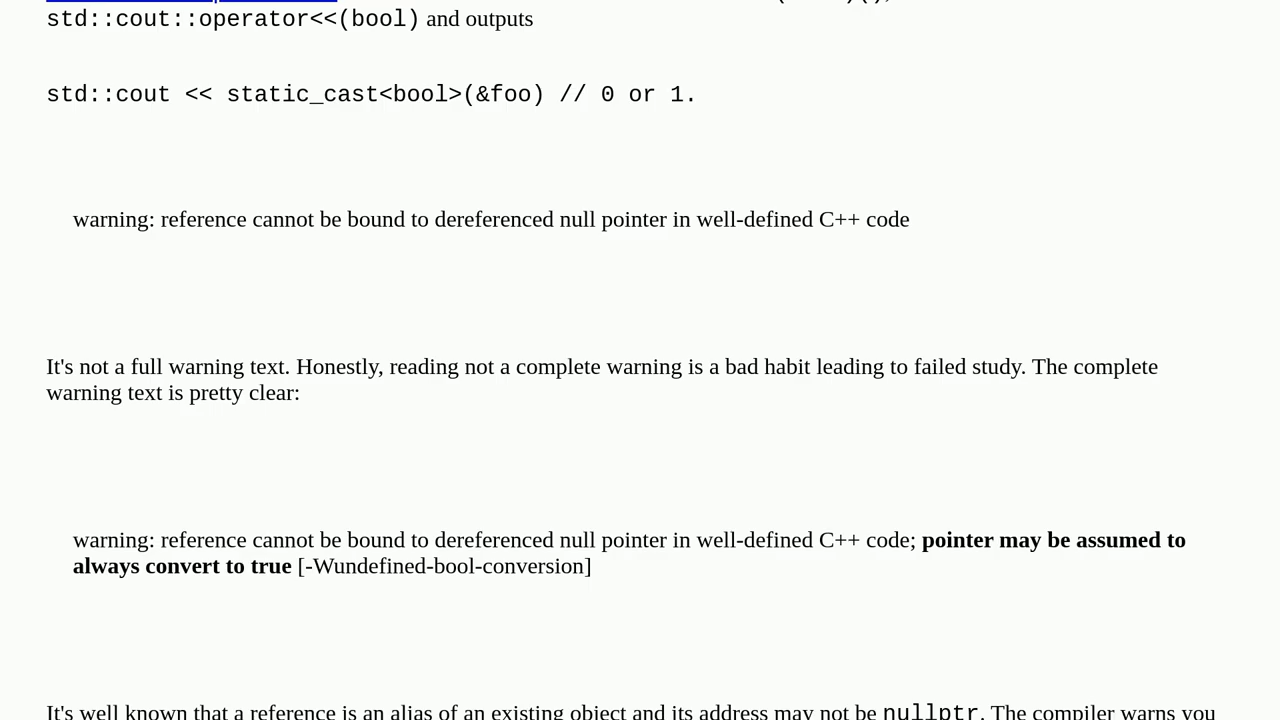 std::cout::operator<<(bool) and outputs
std::cout << static_cast<bool>(&foo) // 0 or 1.
warning: reference cannot be bound to dereferenced null pointer in well-defined C++ code
It's not a full warning text. Honestly, reading not a complete warning is a bad habit leading to failed study. The complete
warning text is pretty clear:
warning: reference cannot be bound to dereferenced null pointer in well-defined C++ code; pointer may be assumed to
always convert to true [-Wundefined-bool-conversion]
It's well known that a reference is an alias of an existing object and its address may not be nullptr. The compiler warns you